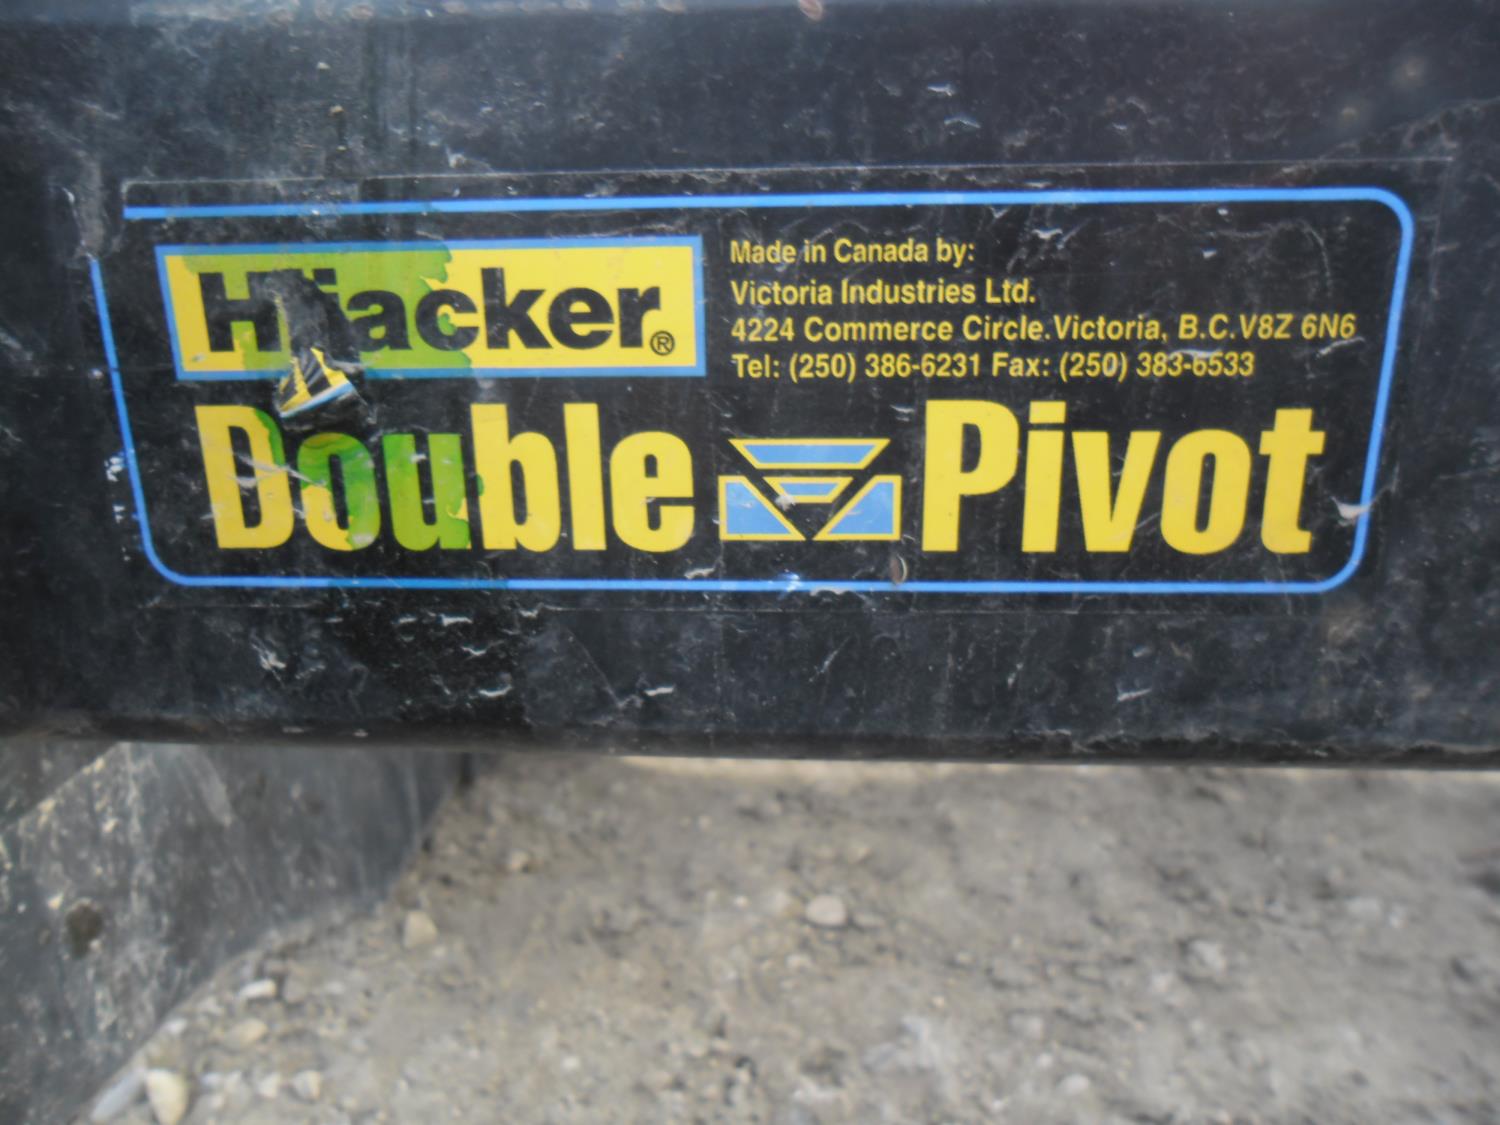 Hijacker®
Made in Canada by:
Victoria Industries Ltd.
4224 Commerce Circle.Victoria, B.C.V8Z 6N6
Tel: (250) 386-6231 Fax: (250) 383-6533
Double Pivot